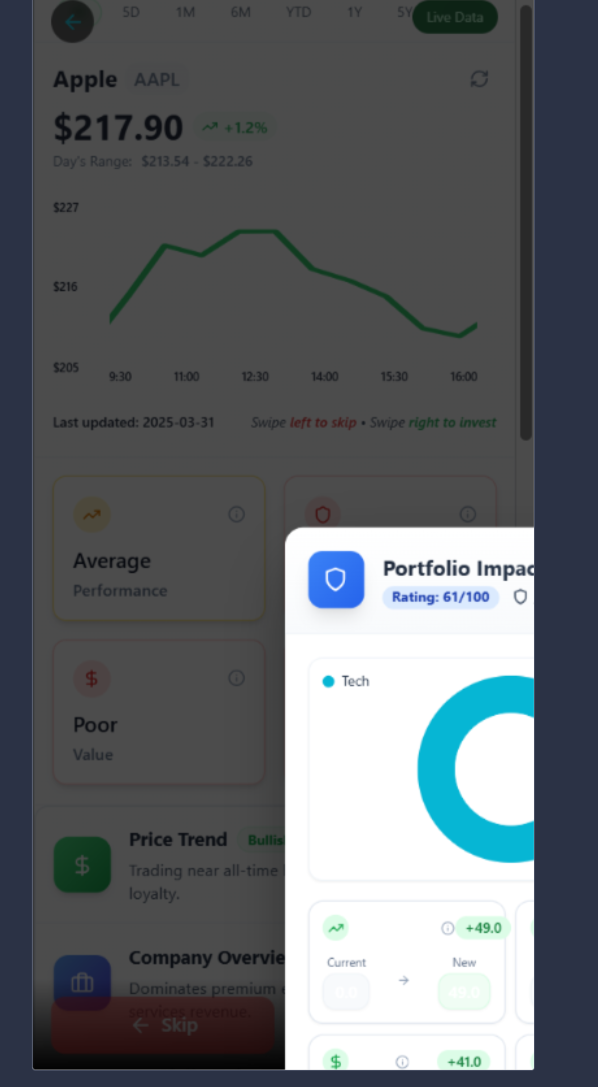 5D 1M 6M YTD 1Y 5Y Live Data
Apple AAPL
$217.90 +1.2%
Day's Range: $213.54 - $222.26
$227
$216
$205
9:30 11:00 12:30 14:00 15:30 16:00
Last updated: 2025-03-31 Swipe left to skip • Swipe right to invest
Average
Performance
Poor
Value
Price Trend Bullis
Trading near all-time
loyalty.
Company Overvie
Dominates premium e
services revenue.
Skip
Portfolio Impac
Rating: 61/100
Tech
+49.0
Current New
0.0 49.0
+41.0